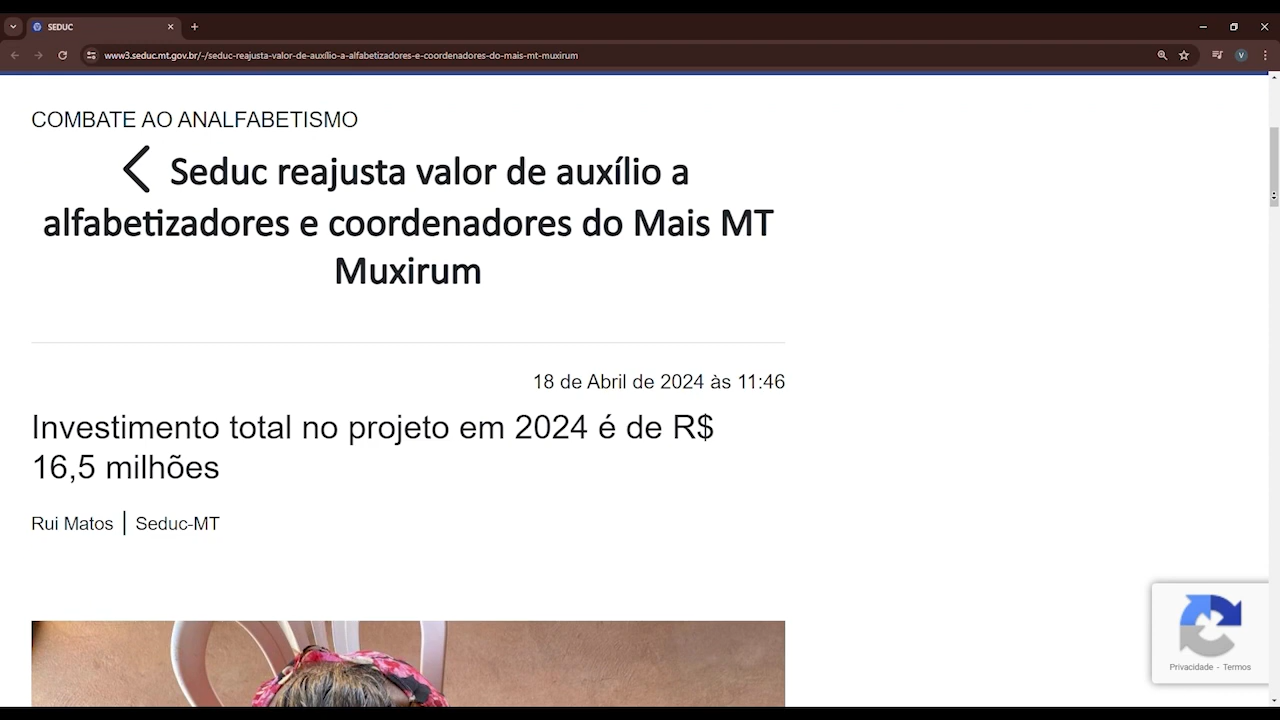 SEDUC
www3.seduc.mt.gov.br/-/seduc-reajusta-valor-de-auxílio-a-alfabetizadores-e-coordenadores-do-mais-mt-muxirum
V
COMBATE AO ANALFABETISMO
Seduc reajusta valor de auxílio a
alfabetizadores e coordenadores do Mais MT
Muxirum
18 de Abril de 2024 às 11:46
Investimento total no projeto em 2024 é de R$
16,5 milhões
Rui Matos | Seduc-MT
Privacidade - Termos